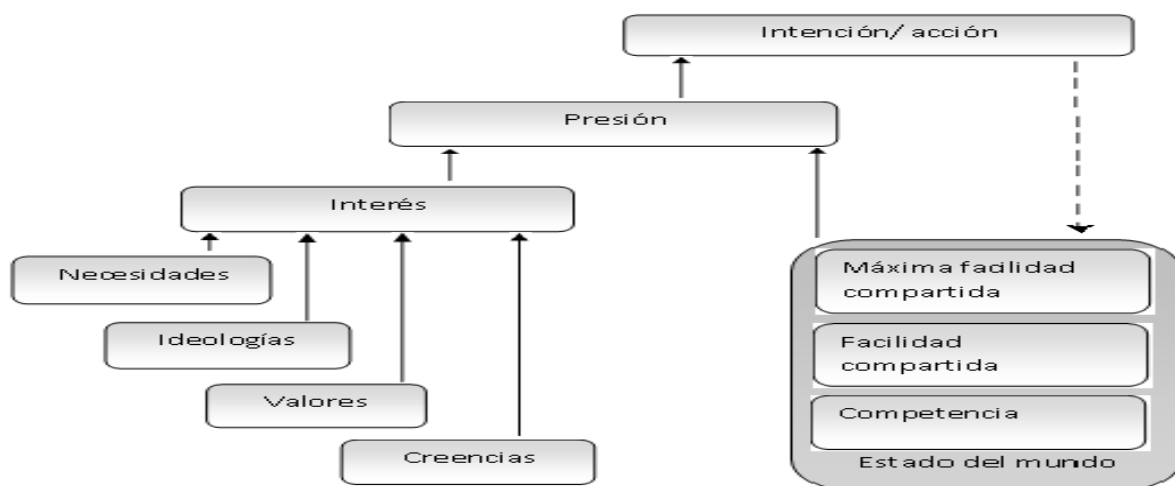 Intención/ acción
Presión
Interés
Necesidades
Ideologías
Valores
Creencias
Máxima facilidad
compartida
Facilidad
compartida
Competencia
Estado del mundo